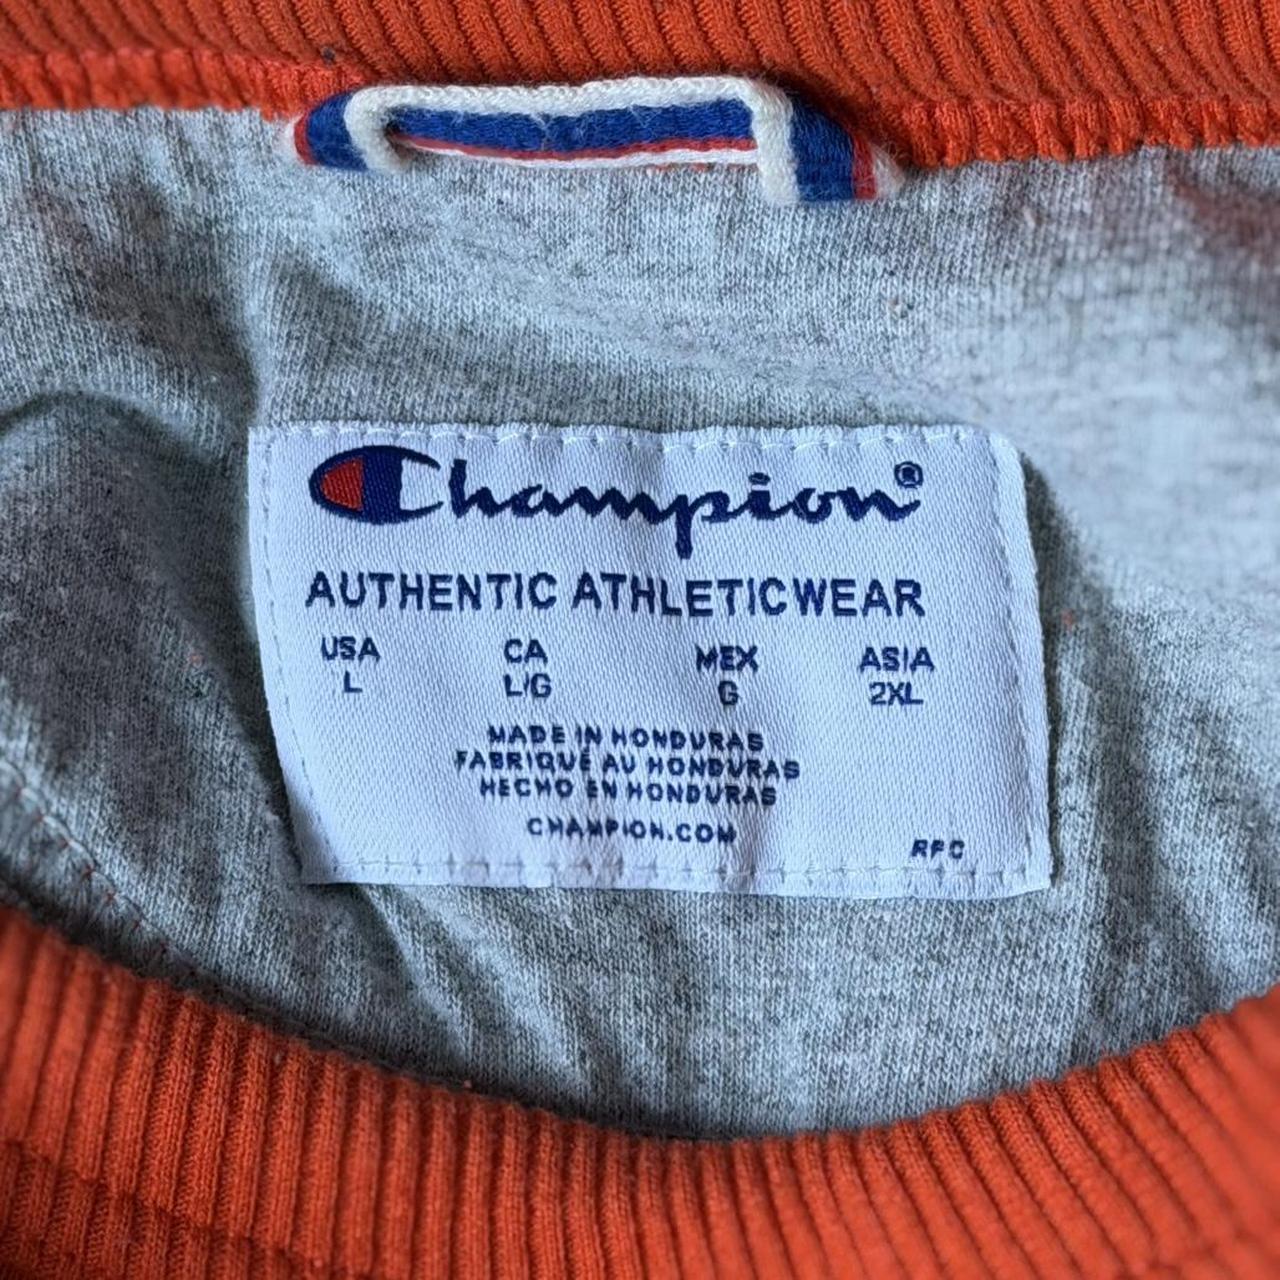 Champion®
AUTHENTIC ATHLETICWEAR
USA CA MEX ASIA
L L/G G 2XL
MADE IN HONDURAS
FABRIQUÉ AU HONDURAS
HECHO EN HONDURAS
CHAMPION.COM
RPC